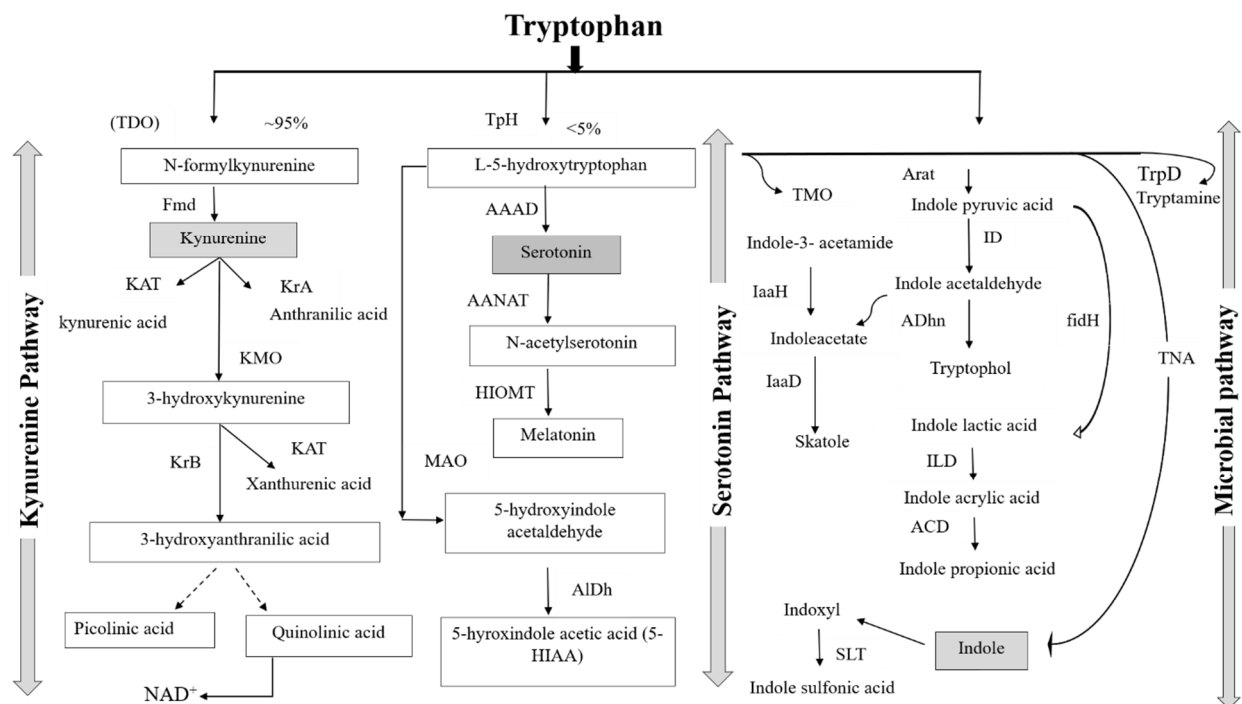 Tryptophan
(TDO)
~95%
N-formylkynurenine
Fmd
Kynurenine
KAT
KrA
kynurenic acid
Anthranilic acid
KMO
3-hydroxykynurenine
KrB
KAT
Xanthurenic acid
3-hydroxyanthranilic acid
Picolinic acid
Quinolinic acid
NAD⁺
Kynurenine Pathway
TpH
<5%
L-5-hydroxytryptophan
AAAD
Serotonin
AANAT
N-acetylserotonin
HIOMT
Melatonin
MAO
5-hydroxyindole
acetaldehyde
AlDh
5-hyroxindole acetic acid (5-
HIAA)
Serotonin Pathway
TMO
Indole-3- acetamide
IaaH
Indoleacetate
IaaD
Skatole
Arat
Indole pyruvic acid
ID
Indole acetaldehyde
ADhn
Tryptophol
fidH
Indole lactic acid
ILD
Indole acrylic acid
ACD
Indole propionic acid
TrpD
Tryptamine
TNA
Indole
Indoxyl
SLT
Indole sulfonic acid
Microbial pathway